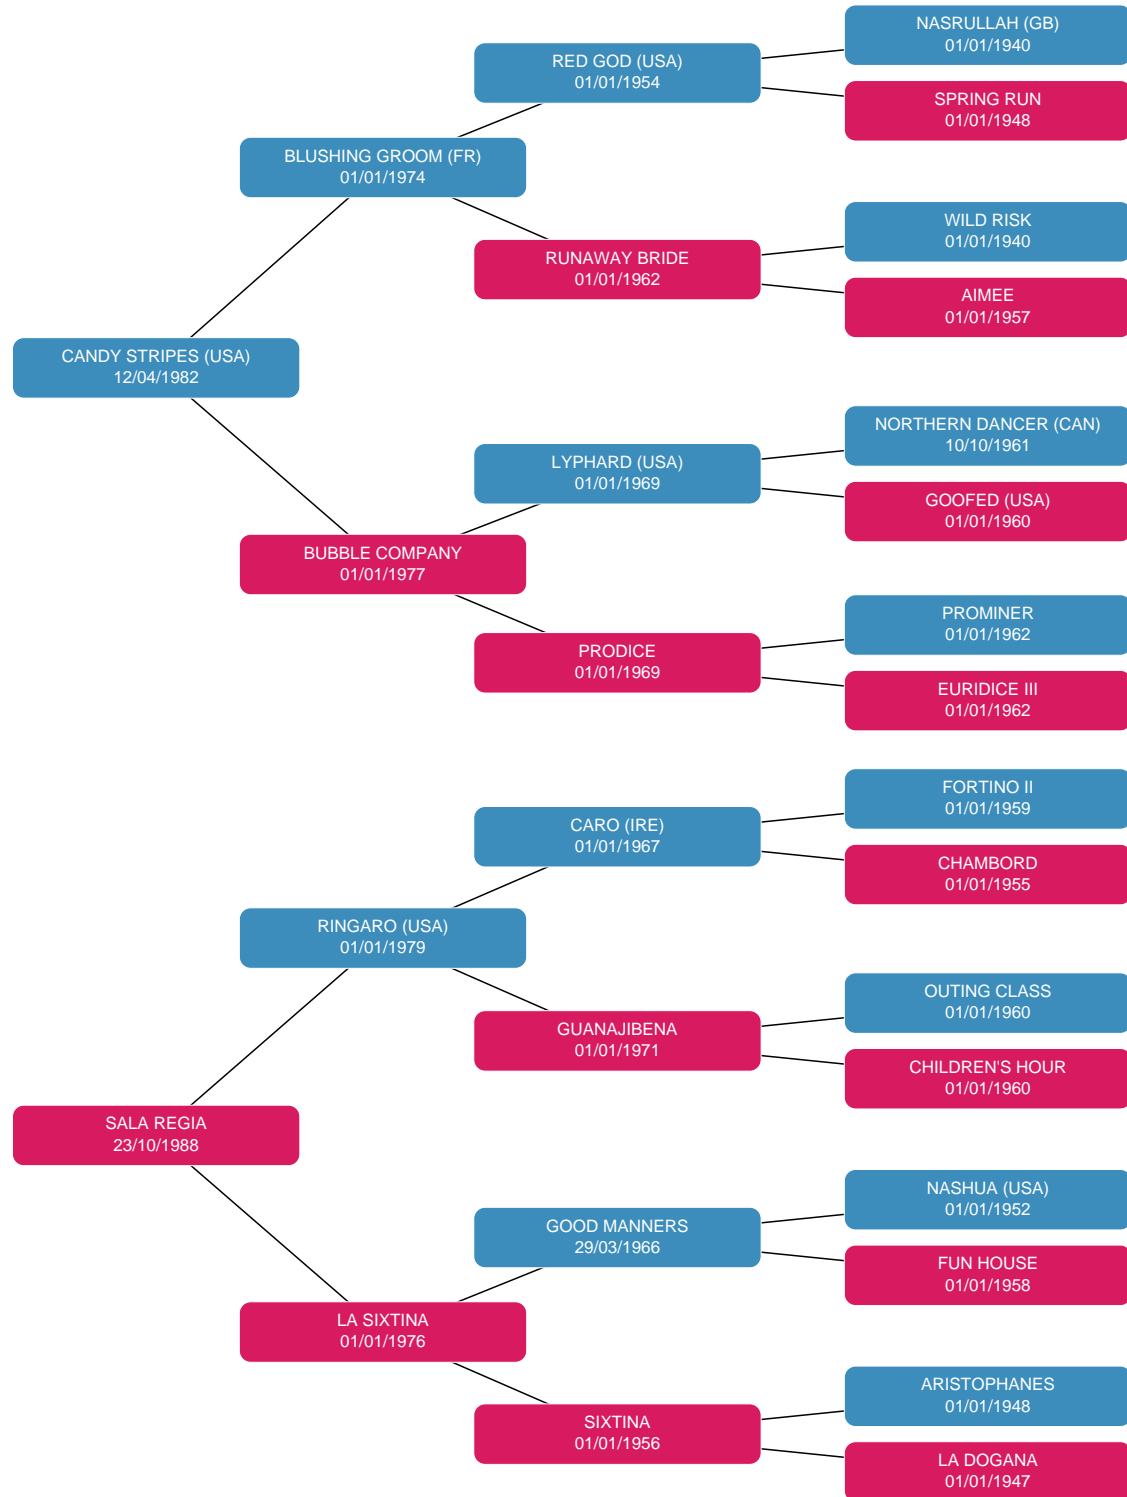 NASRULLAH (GB)
01/01/1940
RED GOD (USA)
01/01/1954
SPRING RUN
01/01/1948
BLUSHING GROOM (FR)
01/01/1974
WILD RISK
01/01/1940
RUNAWAY BRIDE
01/01/1962
AIMEE
01/01/1957
CANDY STRIPES (USA)
12/04/1982
NORTHERN DANCER (CAN)
10/10/1961
LYPHARD (USA)
01/01/1969
GOOFED (USA)
01/01/1960
BUBBLE COMPANY
01/01/1977
PROMINER
01/01/1962
PRODICE
01/01/1969
EURIDICE III
01/01/1962
FORTINO II
01/01/1959
CARO (IRE)
01/01/1967
CHAMBORD
01/01/1955
RINGARO (USA)
01/01/1979
OUTING CLASS
01/01/1960
GUANAJIBENA
01/01/1971
CHILDREN'S HOUR
01/01/1960
SALA REGIA
23/10/1988
NASHUA (USA)
01/01/1952
GOOD MANNERS
29/03/1966
FUN HOUSE
01/01/1958
LA SIXTINA
01/01/1976
ARISTOPHANES
01/01/1948
SIXTINA
01/01/1956
LA DOGANA
01/01/1947